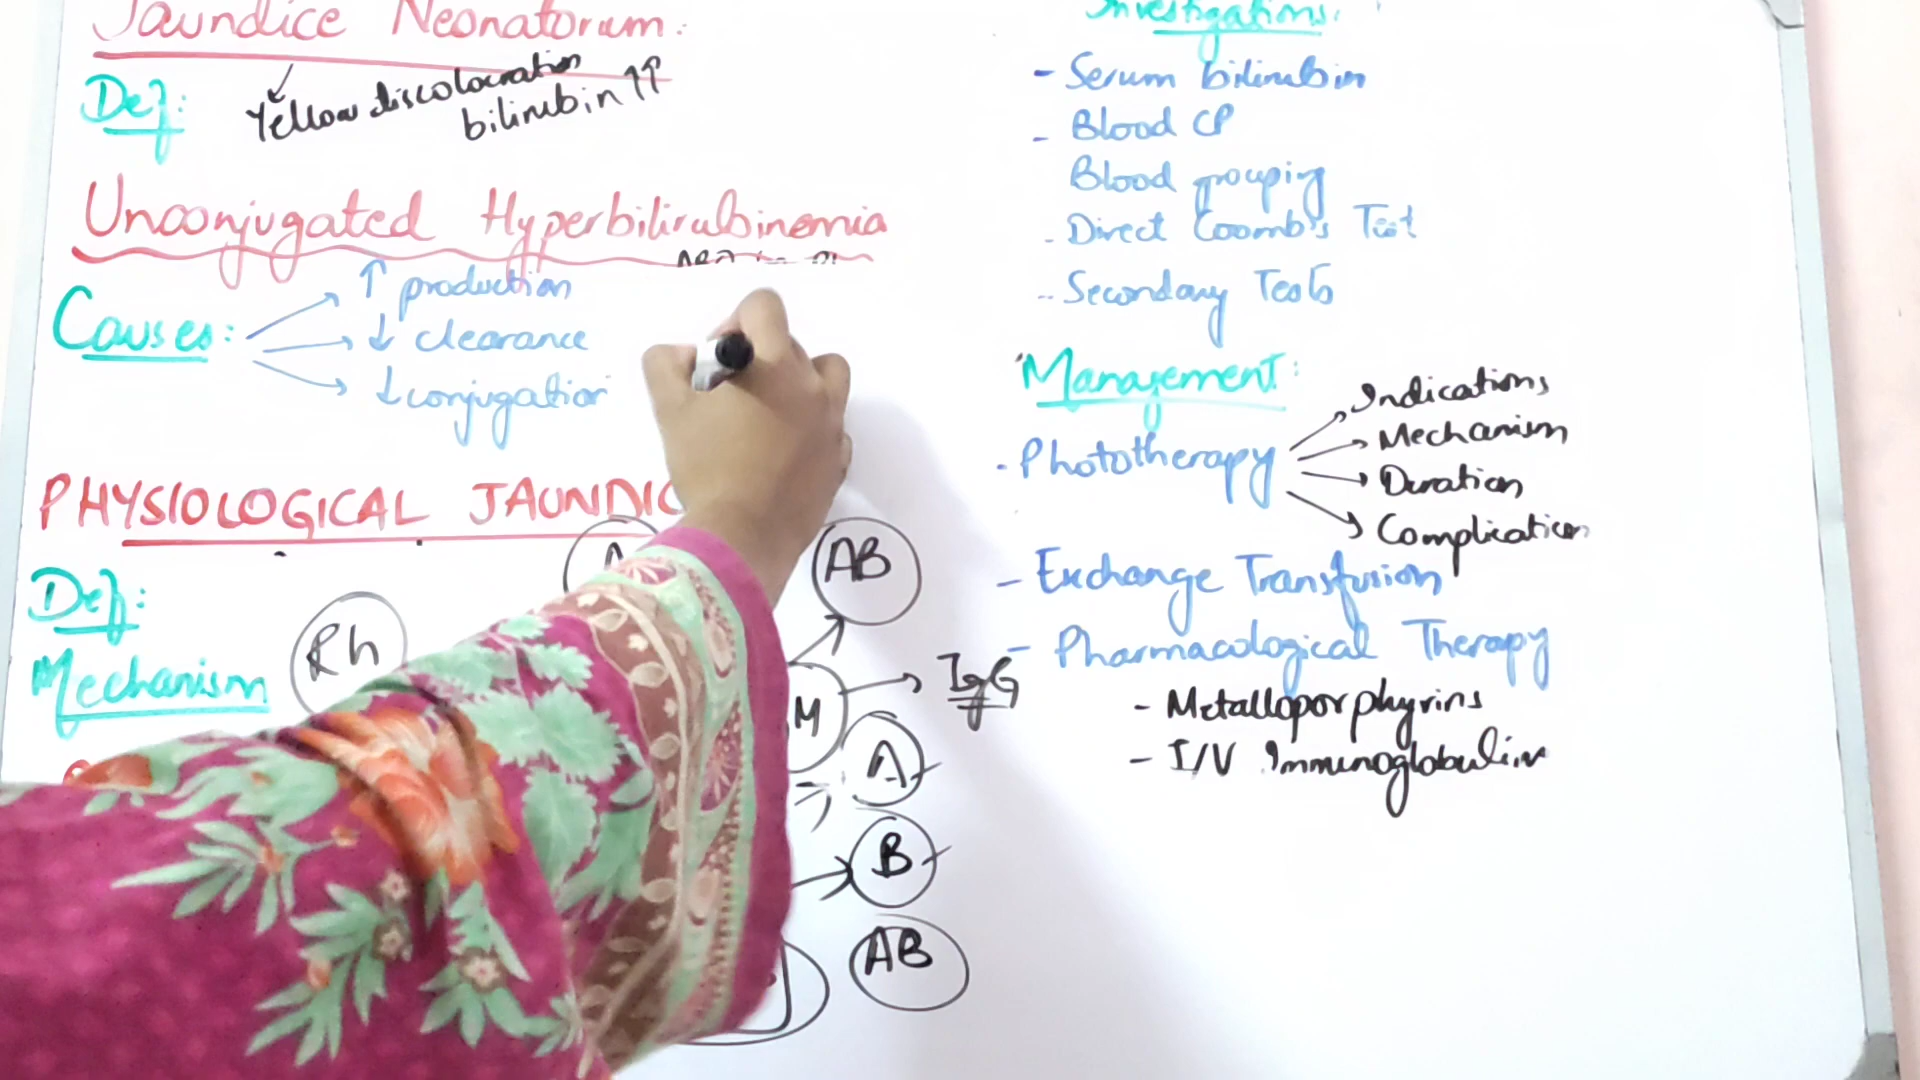 Jaundice Neonatorum:
Def: Yellow discolouration
bilirubin ↑↑
Unconjugated Hyperbilirubinemia
Causes:
↑ production
↓ clearance
↓ conjugation
PHYSIOLOGICAL JAUNDIC
Def:
Mechanism
Rh
A
AB
M
IgG
A
B
AB
Investigations:
- Serum bilirubin
- Blood CP
Blood grouping
- Direct Coomb's Test
- Secondary Tests
Management:
- Phototherapy
Indications
Mechanism
Duration
Complication
- Exchange Transfusion
- Pharmacological Therapy
- Metalloporphyrins
- I/V Immunoglobulin